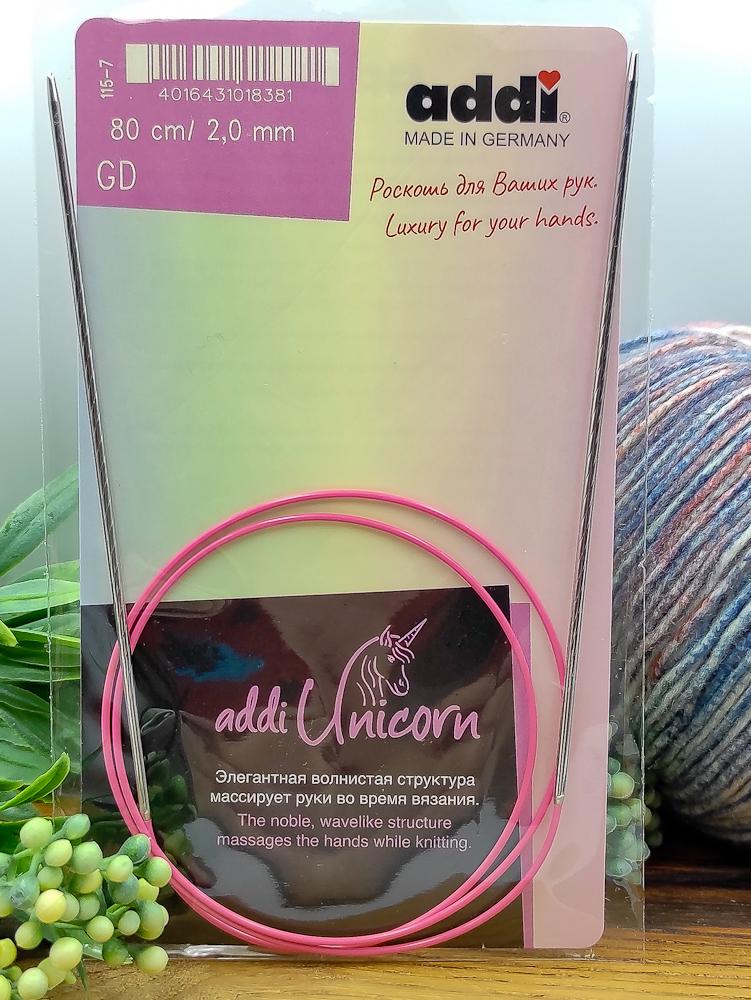 115-7
4016431018381
80 cm/ 2,0 mm
GD
addi®
MADE IN GERMANY
Роскошь для Ваших рук.
Luxury for your hands.
addi Unicorn
Элегантная волнистая структура
массирует руки во время вязания.
The noble, wavelike structure
massages the hands while knitting.